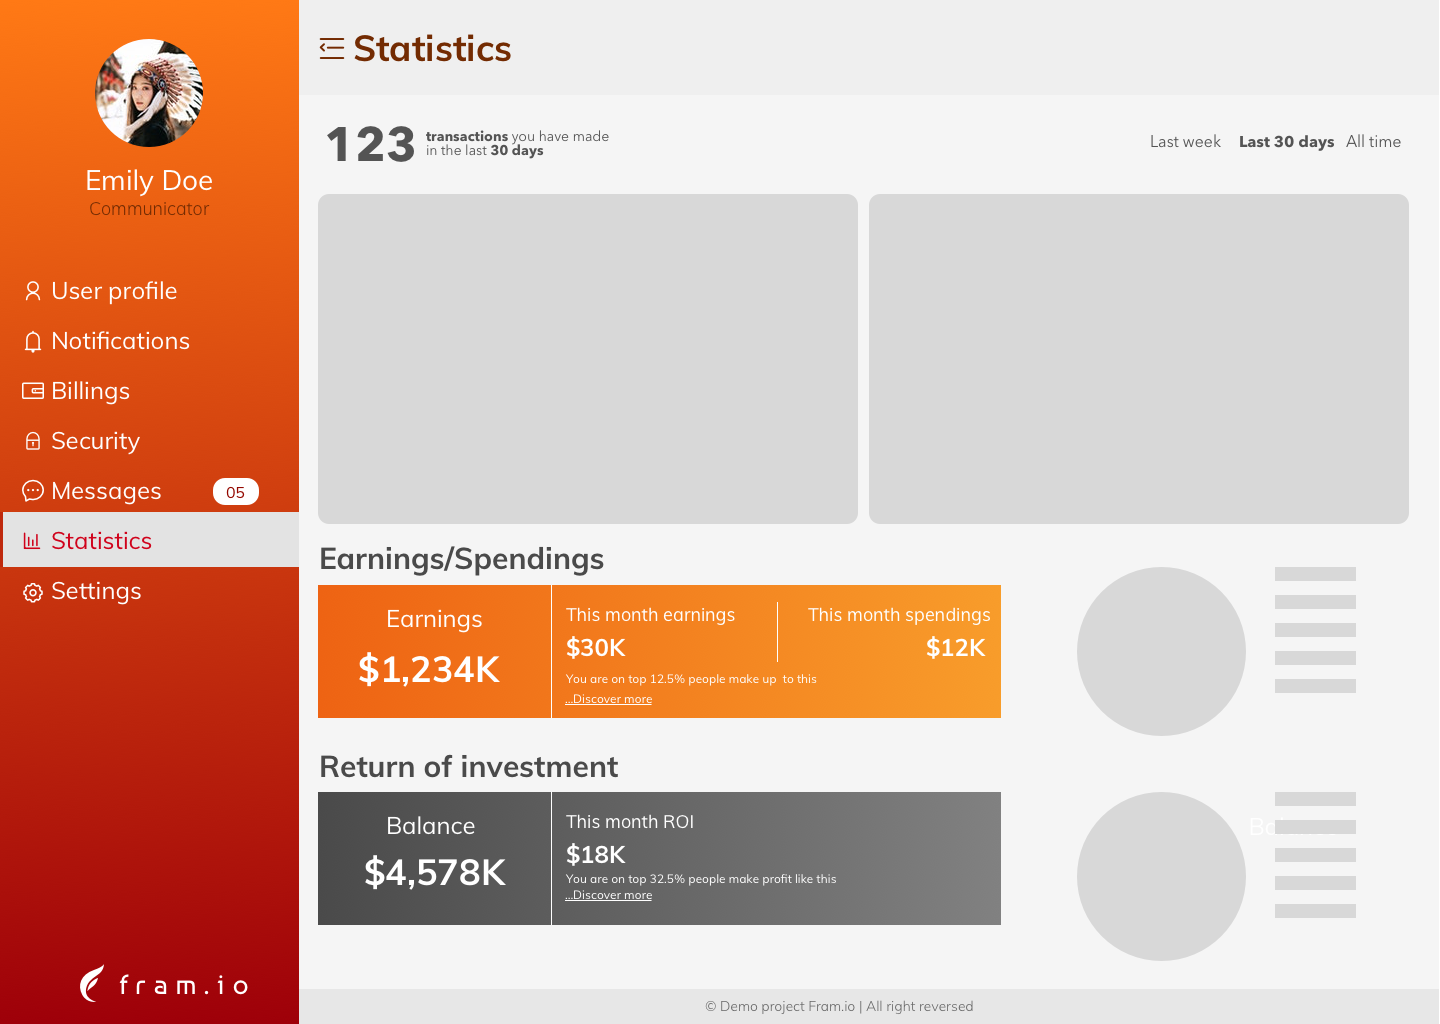 Emily Doe
Communicator
User profile
Notifications
Billings
Security
Messages 05
Statistics
Settings
fram.io
Statistics
123 transactions you have made
in the last 30 days
Last week Last 30 days All time
Earnings/Spendings
Earnings
$1,234K
This month earnings
$30K
This month spendings
$12K
You are on top 12.5% people make up to this
...Discover more
Return of investment
Balance
$4,578K
This month ROI
$18K
You are on top 32.5% people make profit like this
...Discover more
© Demo project Fram.io | All right reversed